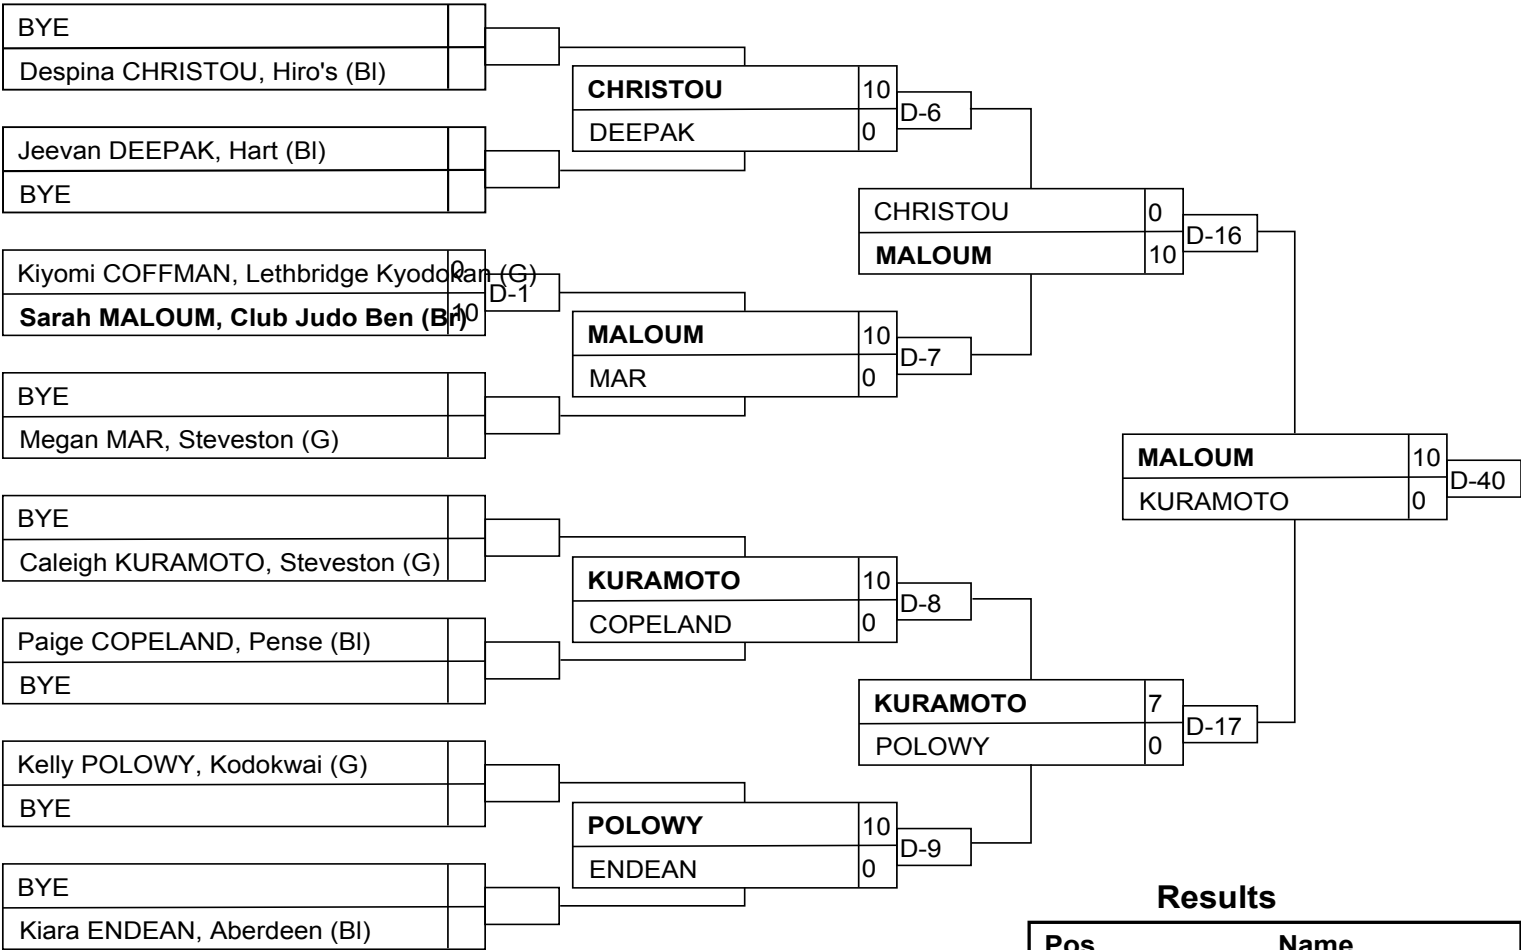 BYE
Despina CHRISTOU, Hiro's (Bl)
Jeevan DEEPAK, Hart (Bl)
BYE
Kiyomi COFFMAN, Lethbridge Kyodokan (G) 0
Sarah MALOUM, Club Judo Ben (Br) 10
D-1
BYE
Megan MAR, Steveston (G)
BYE
Caleigh KURAMOTO, Steveston (G)
Paige COPELAND, Pense (Bl)
BYE
Kelly POLOWY, Kodokwai (G)
BYE
BYE
Kiara ENDEAN, Aberdeen (Bl)
CHRISTOU 10
DEEPAK 0
D-6
MALOUM 10
MAR 0
D-7
KURAMOTO 10
COPELAND 0
D-8
POLOWY 10
ENDEAN 0
D-9
CHRISTOU 0
MALOUM 10
D-16
KURAMOTO 7
POLOWY 0
D-17
MALOUM 10
KURAMOTO 0
D-40
Results
Pos Name